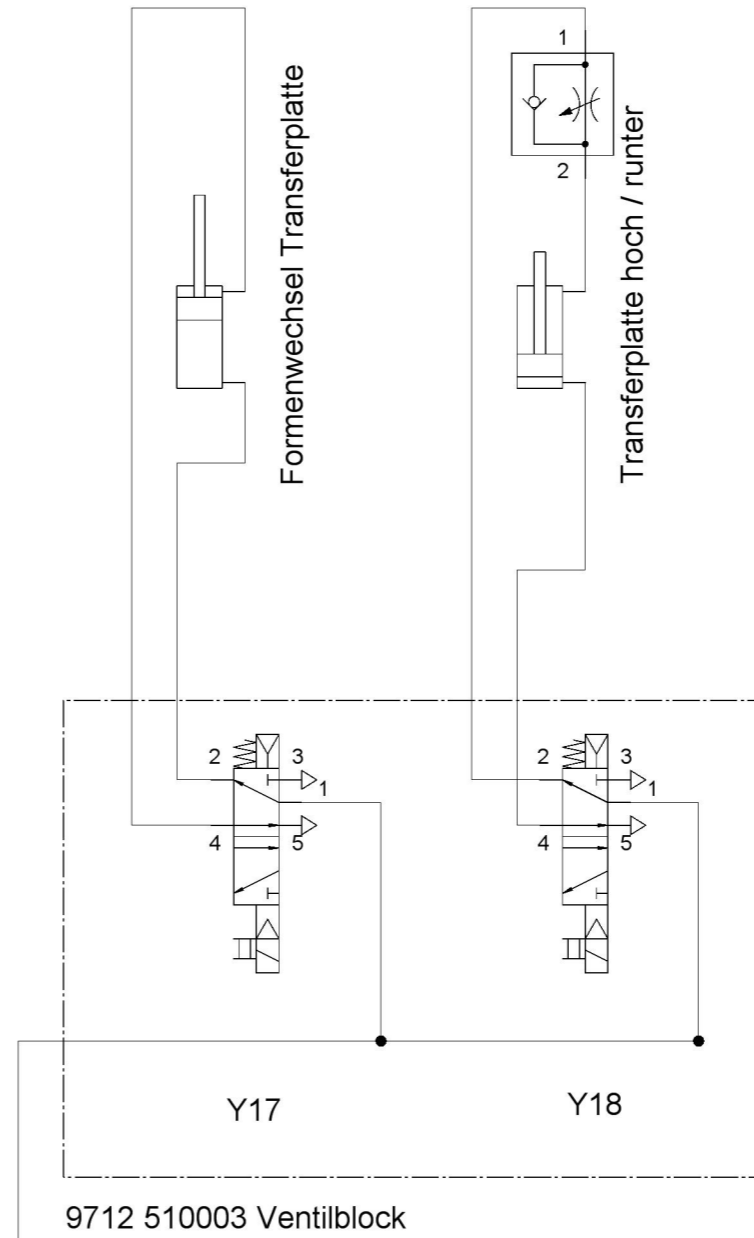 Formenwechsel Transferplatte
1
2
Transferplatte hoch / runter
2 3
1
4 5
2 3
1
4 5
Y17
Y18
9712 510003 Ventilblock